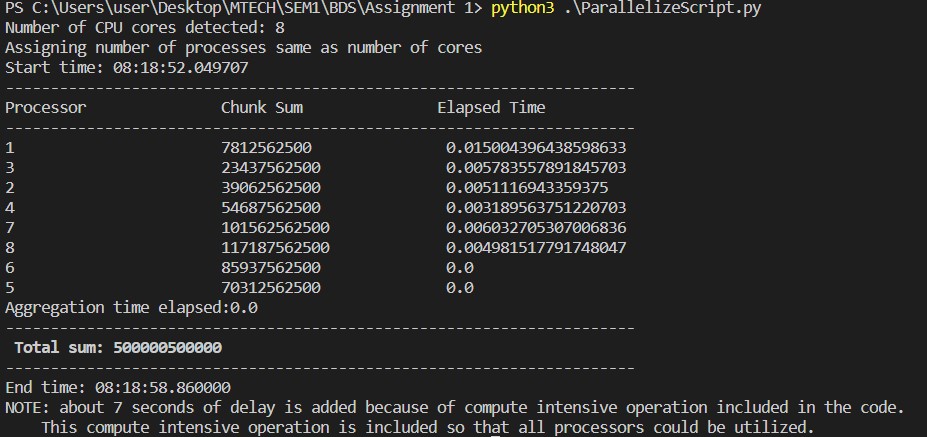 PS C:\Users\user\Desktop\MTECH\SEM1\BDS\Assignment 1> python3 .\ParallelizeScript.py
Number of CPU cores detected: 8
Assigning number of processes same as number of cores
Start time: 08:18:52.049707
----------------------------------------------------------------------
Processor Chunk Sum Elapsed Time
----------------------------------------------------------------------
1 7812562500 0.015004396438598633
3 23437562500 0.005783557891845703
2 39062562500 0.0051116943359375
4 54687562500 0.003189563751220703
7 101562562500 0.006032705307006836
8 117187562500 0.004981517791748047
6 85937562500 0.0
5 70312562500 0.0
Aggregation time elapsed:0.0
----------------------------------------------------------------------
Total sum: 500000500000
----------------------------------------------------------------------
End time: 08:18:58.860000
NOTE: about 7 seconds of delay is added because of compute intensive operation included in the code.
This compute intensive operation is included so that all processors could be utilized.